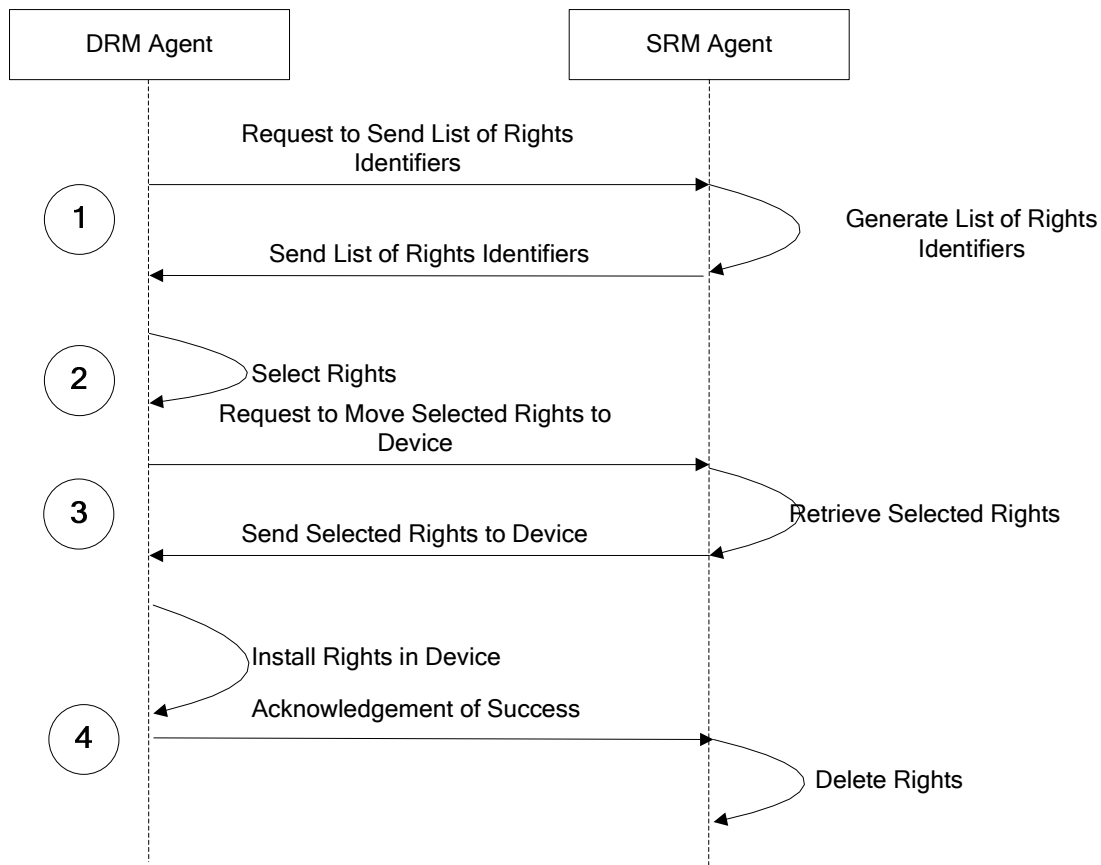 DRM Agent
SRM Agent
Request to Send List of Rights
Identifiers
1
Generate List of Rights
Identifiers
Send List of Rights Identifiers
2
Select Rights
Request to Move Selected Rights to
Device
3
Retrieve Selected Rights
Send Selected Rights to Device
Install Rights in Device
Acknowledgement of Success
4
Delete Rights